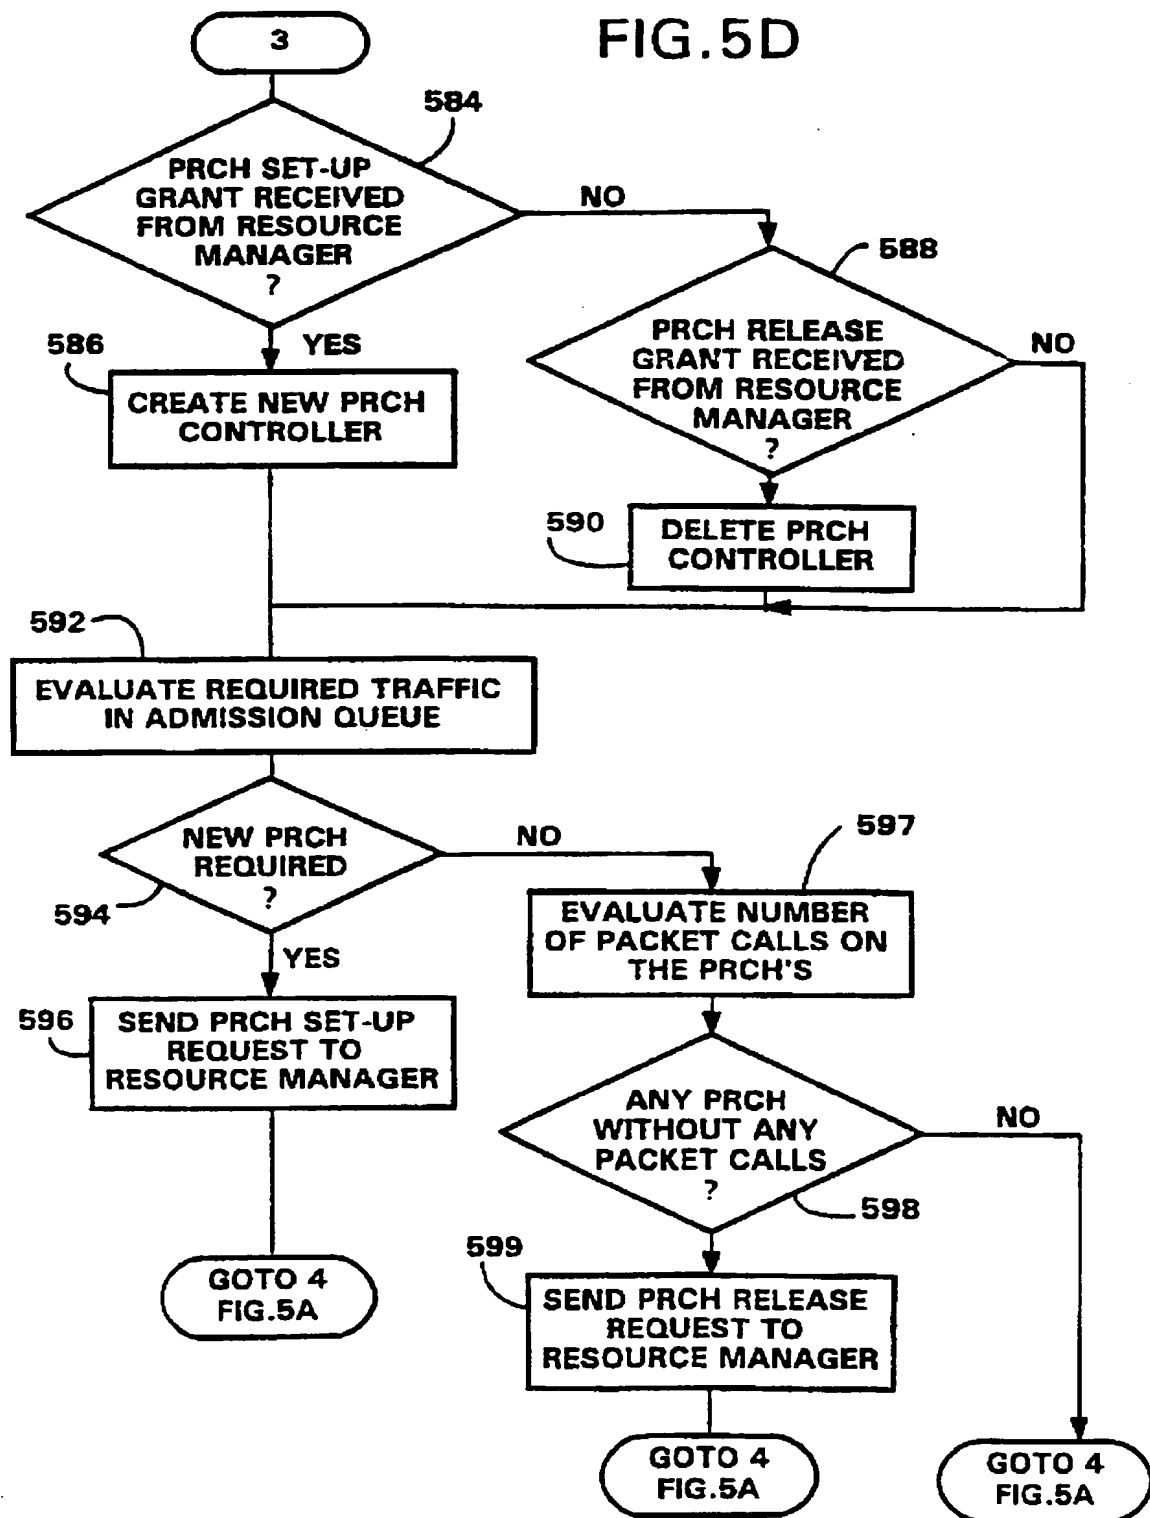 3
FIG.5D
584
PRCH SET-UP
GRANT RECEIVED
FROM RESOURCE
MANAGER
?
NO
588
YES
586
PRCH RELEASE
GRANT RECEIVED
FROM RESOURCE
MANAGER
?
NO
CREATE NEW PRCH
CONTROLLER
590
DELETE PRCH
CONTROLLER
592
EVALUATE REQUIRED TRAFFIC
IN ADMISSION QUEUE
NEW PRCH
REQUIRED
?
NO
597
594
EVALUATE NUMBER
OF PACKET CALLS ON
THE PRCH'S
YES
596
SEND PRCH SET-UP
REQUEST TO
RESOURCE MANAGER
ANY PRCH
WITHOUT ANY
PACKET CALLS
?
NO
598
599
GOTO 4
FIG.5A
SEND PRCH RELEASE
REQUEST TO
RESOURCE MANAGER
GOTO 4
FIG.5A
GOTO 4
FIG.5A